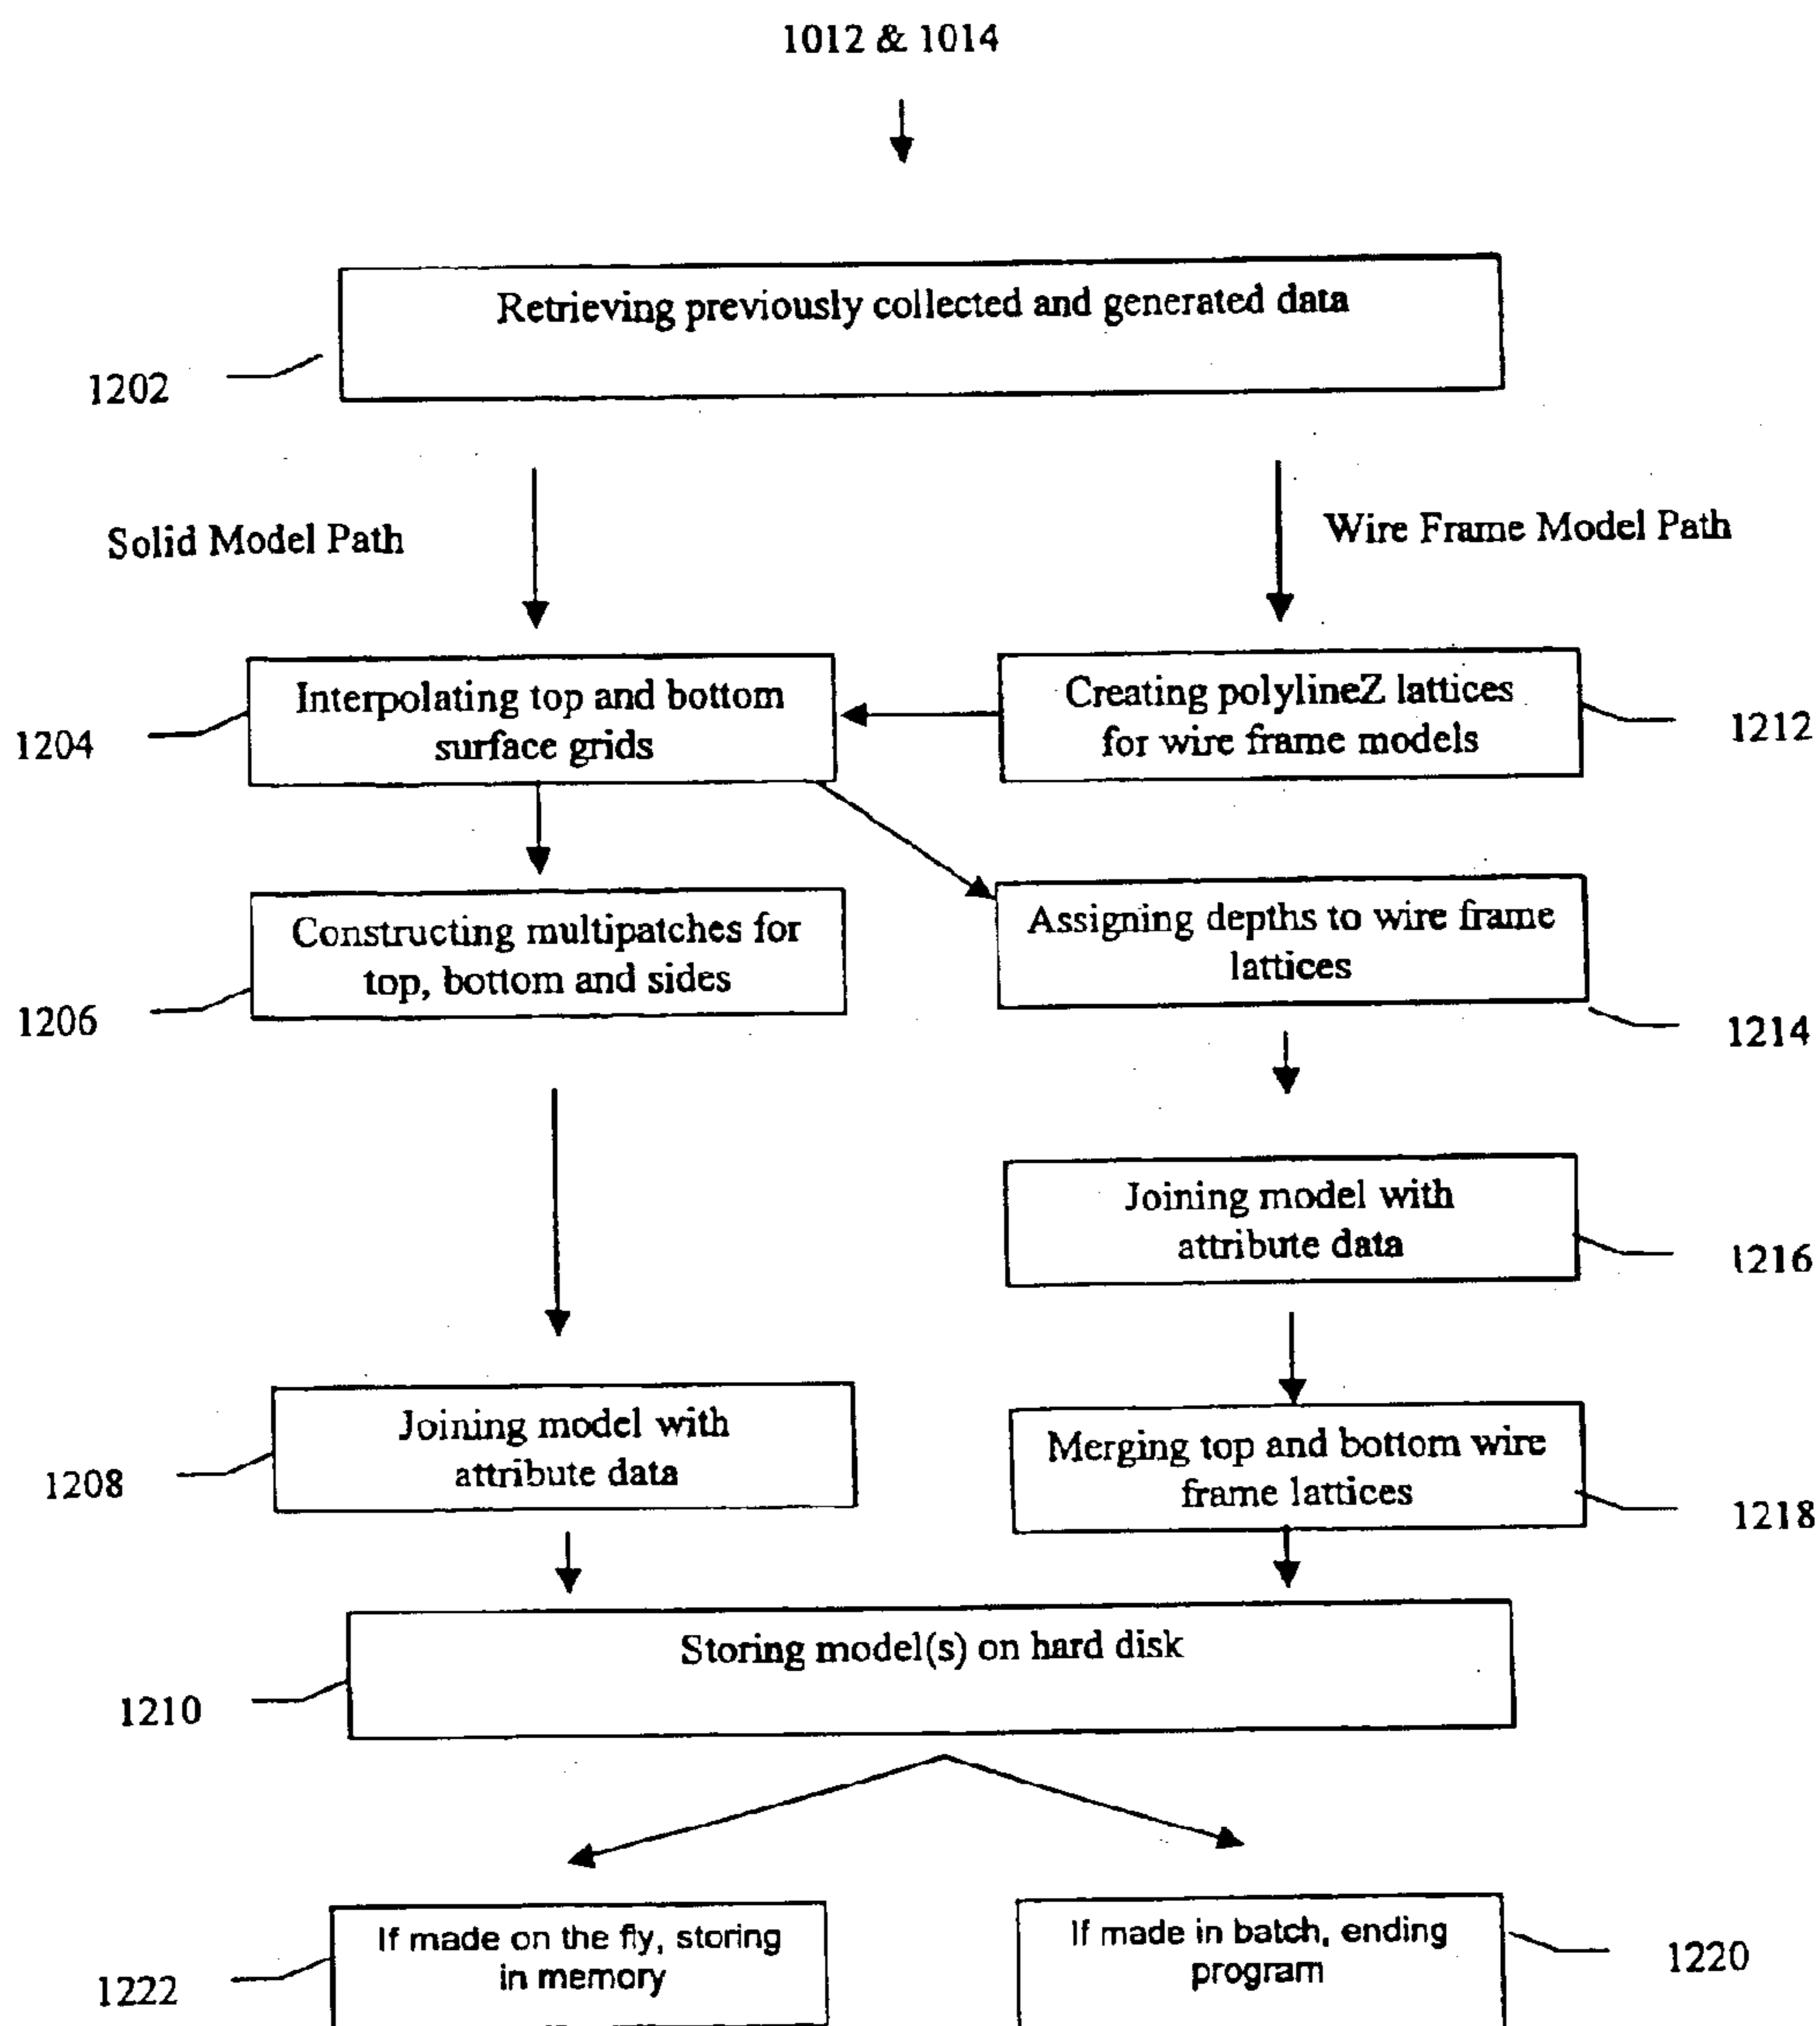 1012 & 1014
Retrieving previously collected and generated data
1202
Solid Model Path
Wire Frame Model Path
Interpolating top and bottom
surface grids
1204
Creating polylineZ lattices
for wire frame models
1212
Constructing multipatches for
top, bottom and sides
1206
Assigning depths to wire frame
lattices
1214
Joining model with
attribute data
1216
Joining model with
attribute data
1208
Merging top and bottom wire
frame lattices
1218
Storing model(s) on hard disk
1210
If made on the fly, storing
in memory
1222
If made in batch, ending
program
1220